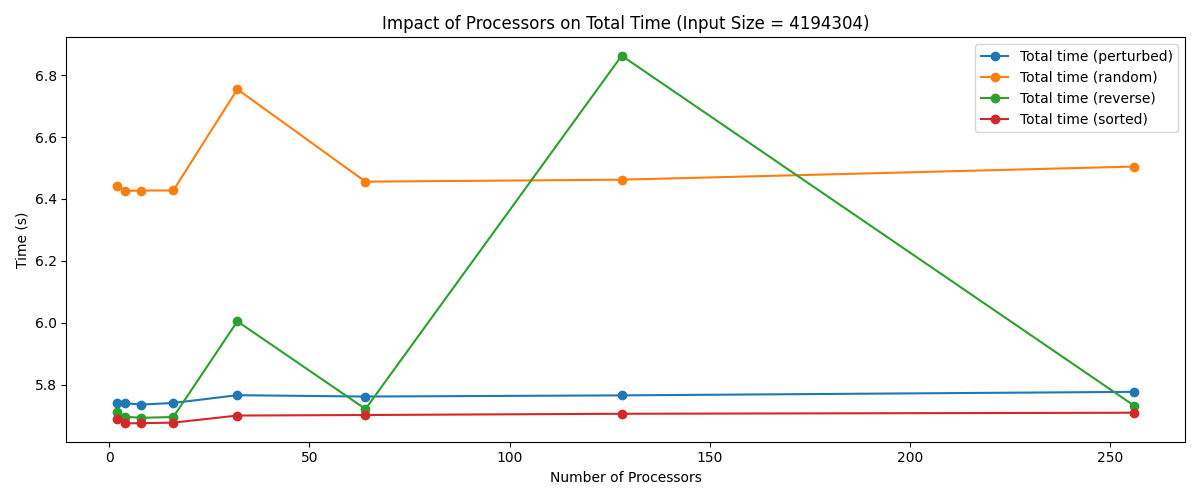 Impact of Processors on Total Time (Input Size = 4194304)
Total time (perturbed)
Total time (random)
Total time (reverse)
Total time (sorted)
Time (s)
6.8
6.6
6.4
6.2
6.0
5.8
0 50 100 150 200 250
Number of Processors